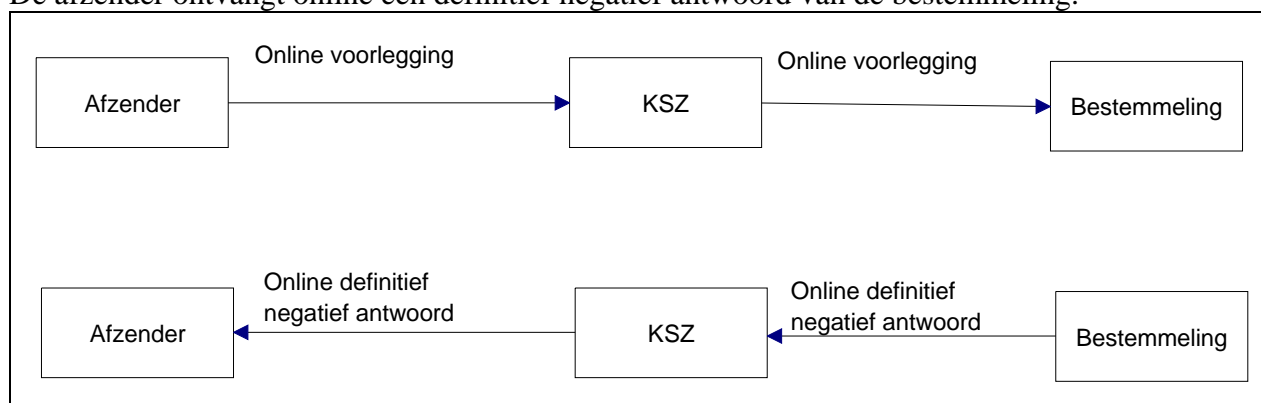 De afzender ontvangt online een definitief negatief antwoord van de bestemmeling.
Online voorlegging
Online voorlegging
Afzender
KSZ
Bestemmeling
Online definitief
negatief antwoord
Online definitief
negatief antwoord
Afzender
KSZ
Bestemmeling